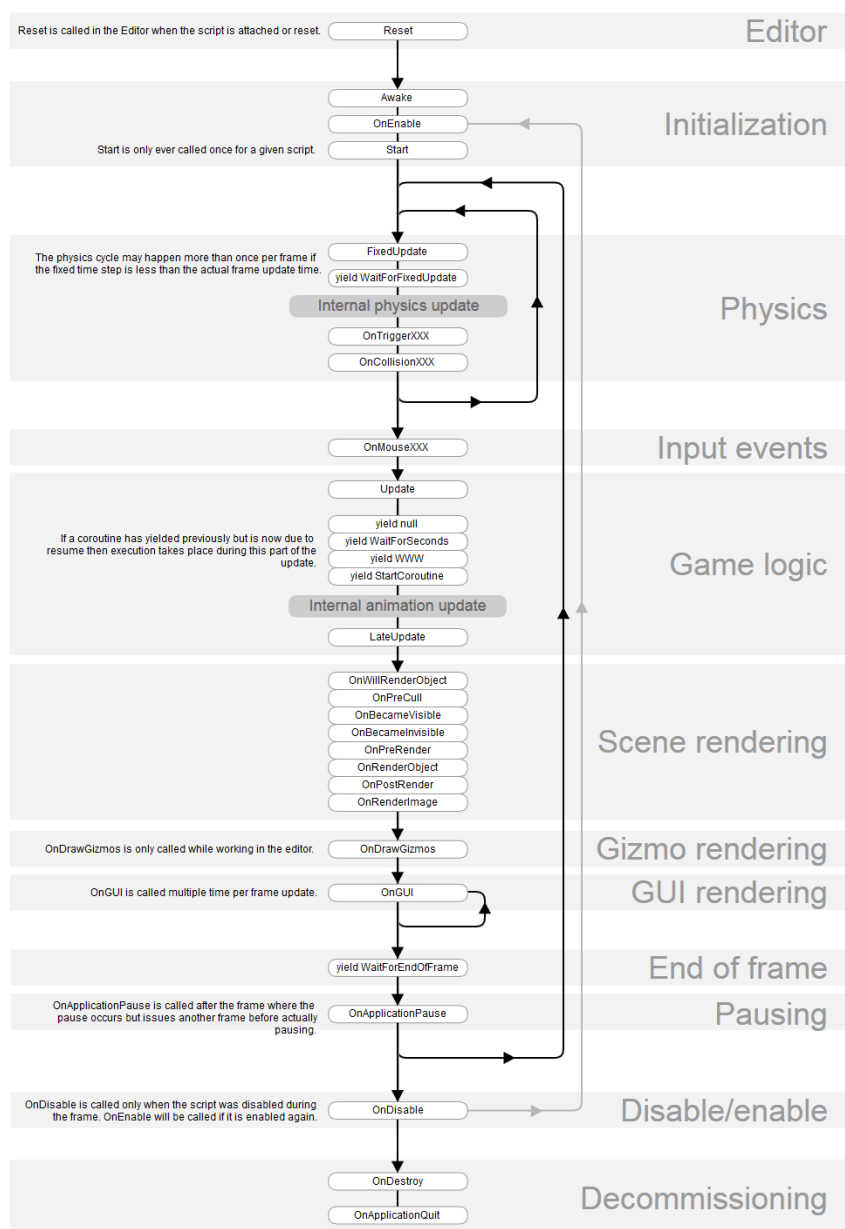 Reset is called in the Editor when the script is attached or reset.
Reset
Editor
Awake
OnEnable
Initialization
Start is only ever called once for a given script.
Start
The physics cycle may happen more than once per frame if
the fixed time step is less than the actual frame update time.
FixedUpdate
yield WaitForFixedUpdate
Internal physics update
Physics
OnTriggerXXX
OnCollisionXXX
OnMouseXXX
Input events
Update
If a coroutine has yielded previously but is now due to
resume then execution takes place during this part of the
update.
yield null
yield WaitForSeconds
yield WWW
yield StartCoroutine
Game logic
Internal animation update
LateUpdate
OnWillRenderObject
OnPreCull
OnBecameVisible
OnBecameInvisible
OnPreRender
OnRenderObject
OnPostRender
OnRenderImage
Scene rendering
OnDrawGizmos is only called while working in the editor.
OnDrawGizmos
Gizmo rendering
OnGUI is called multiple time per frame update.
OnGUI
GUI rendering
yield WaitForEndOfFrame
End of frame
OnApplicationPause is called after the frame where the
pause occurs but issues another frame before actually
pausing.
OnApplicationPause
Pausing
OnDisable is called only when the script was disabled during
the frame. OnEnable will be called if it is enabled again.
OnDisable
Disable/enable
OnDestroy
Decommissioning
OnApplicationQuit